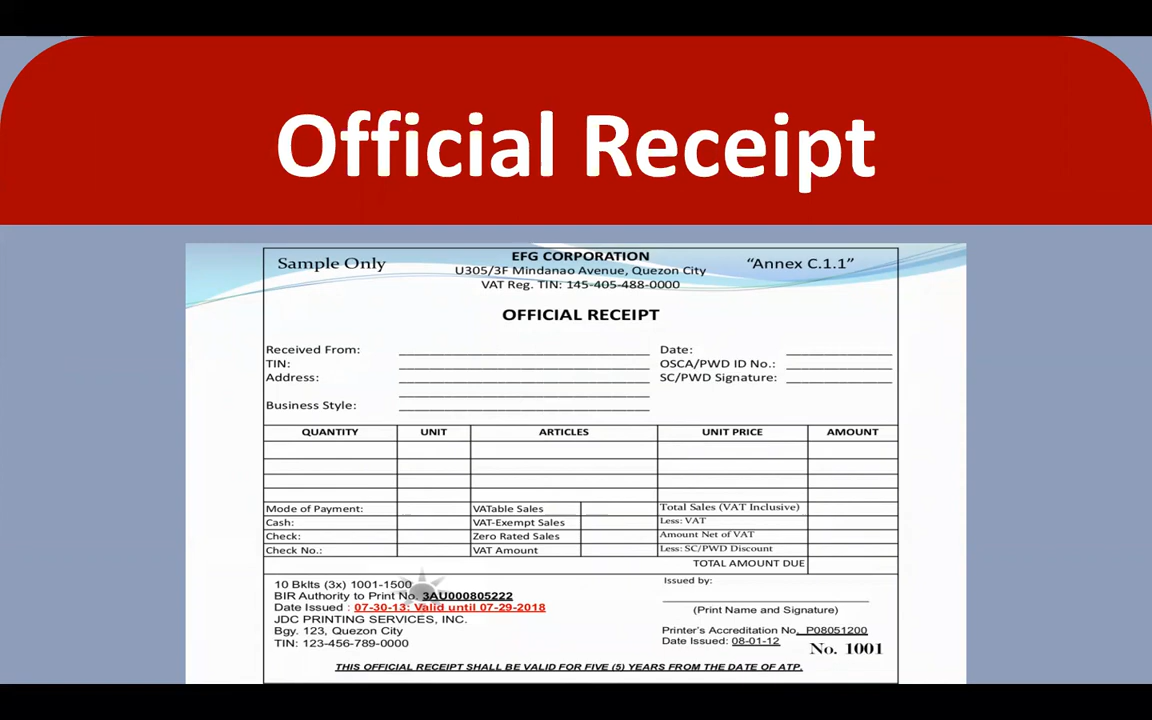 Official Receipt
Sample Only
EFG CORPORATION
"Annex C.1.1"
U305/3F Mindanao Avenue, Quezon City
VAT Reg. TIN: 145-405-488-0000
OFFICIAL RECEIPT
Received From: Date:
TIN: OSCA/PWD ID No.:
Address: SC/PWD Signature:
Business Style:
QUANTITY UNIT ARTICLES UNIT PRICE AMOUNT
Mode of Payment: VATable Sales Total Sales (VAT Inclusive)
Cash: VAT-Exempt Sales Less: VAT
Check: Zero Rated Sales Amount Net of VAT
Check No.: VAT Amount Less: SC/PWD Discount
TOTAL AMOUNT DUE
10 Bklts (3x) 1001-1500
BIR Authority to Print No. 3AU000805222
Date Issued : 07-30-13; Valid until 07-29-2018
JDC PRINTING SERVICES, INC.
Bgy. 123, Quezon City
TIN: 123-456-789-0000
Issued by:
(Print Name and Signature)
Printer's Accreditation No. P08051200
Date Issued: 08-01-12
No. 1001
THIS OFFICIAL RECEIPT SHALL BE VALID FOR FIVE (5) YEARS FROM THE DATE OF ATP.